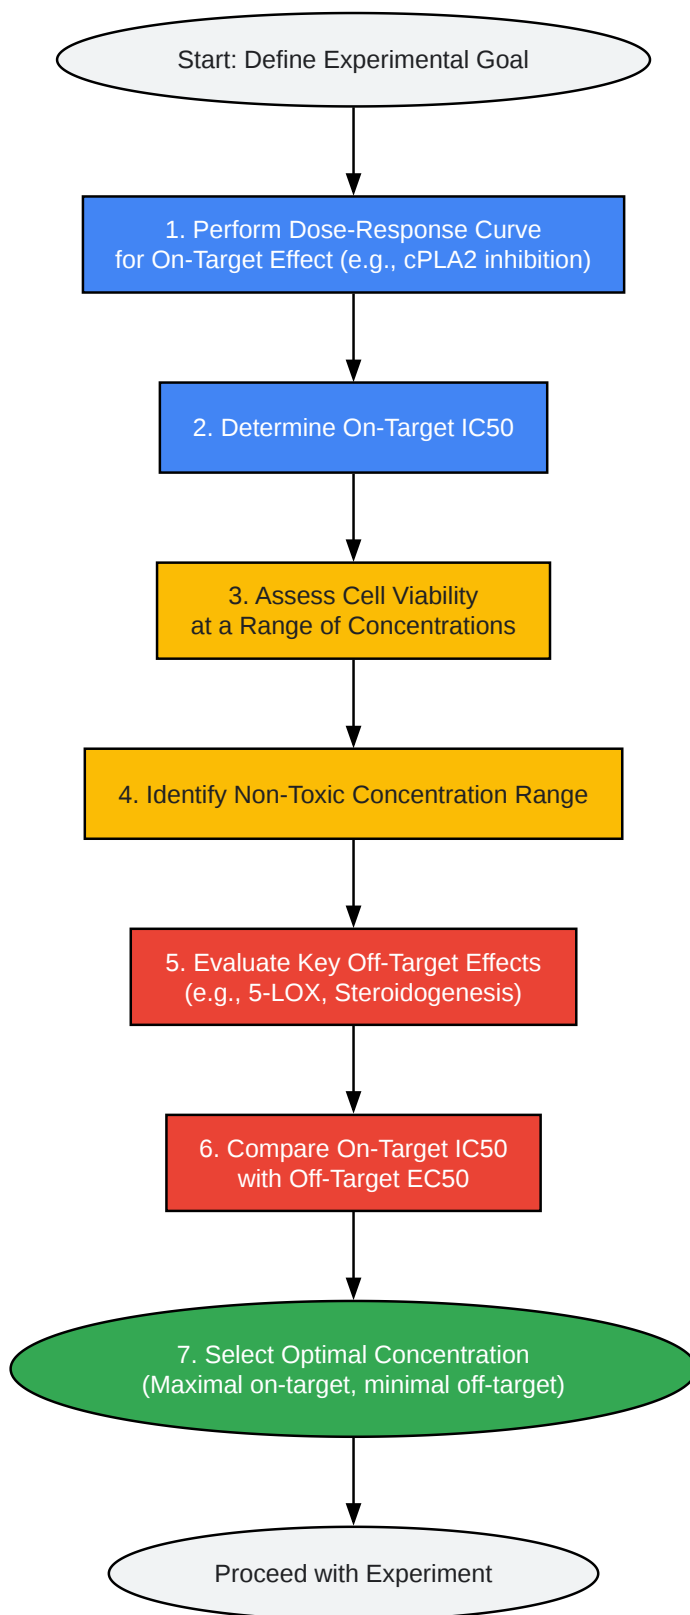 Start: Define Experimental Goal
1. Perform Dose-Response Curve
for On-Target Effect (e.g., cPLA2 inhibition)
2. Determine On-Target IC50
3. Assess Cell Viability
at a Range of Concentrations
4. Identify Non-Toxic Concentration Range
5. Evaluate Key Off-Target Effects
(e.g., 5-LOX, Steroidogenesis)
6. Compare On-Target IC50
with Off-Target EC50
7. Select Optimal Concentration
(Maximal on-target, minimal off-target)
Proceed with Experiment